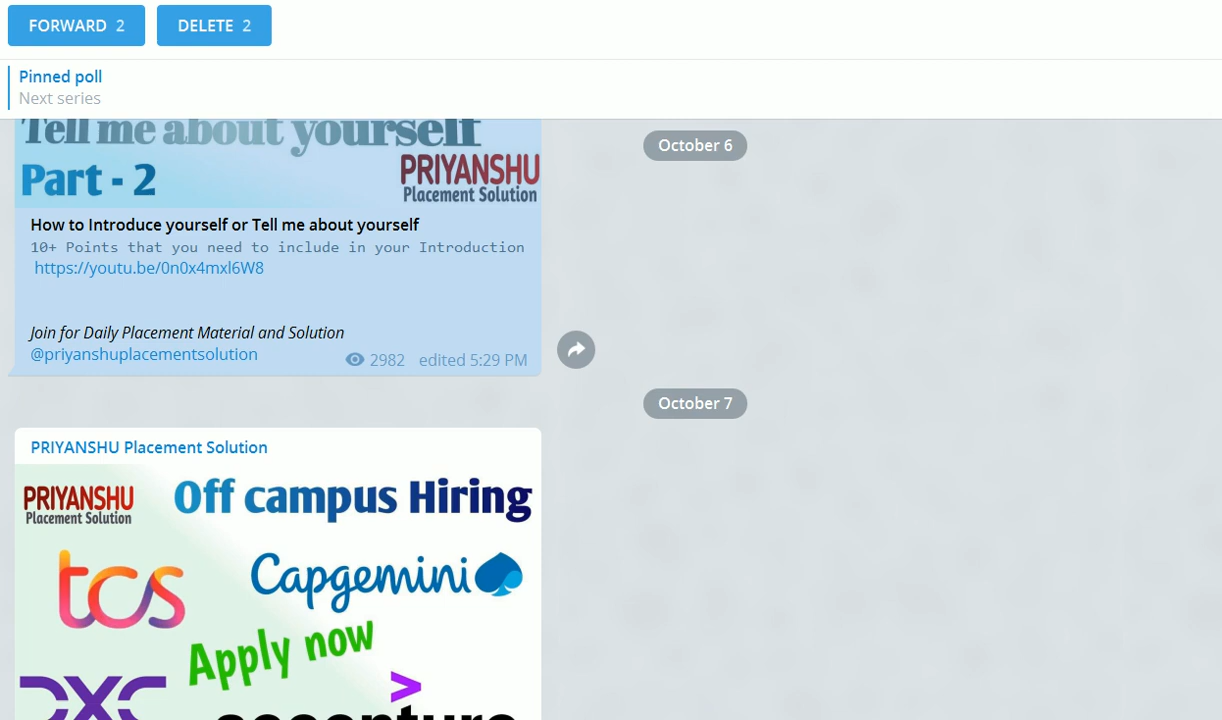 FORWARD 2 DELETE 2
Pinned poll
Next series
October 6
Tell me about yourself
Part - 2
PRIYANSHU
Placement Solution
How to Introduce yourself or Tell me about yourself
10+ Points that you need to include in your Introduction
https://youtu.be/0n0x4mxl6W8
Join for Daily Placement Material and Solution
@priyanshuplacementsolution
2982 edited 5:29 PM
October 7
PRIYANSHU Placement Solution
PRIYANSHU
Placement Solution
Off campus Hiring
tcs
Capgemini
Apply now
DXC
>
accenture